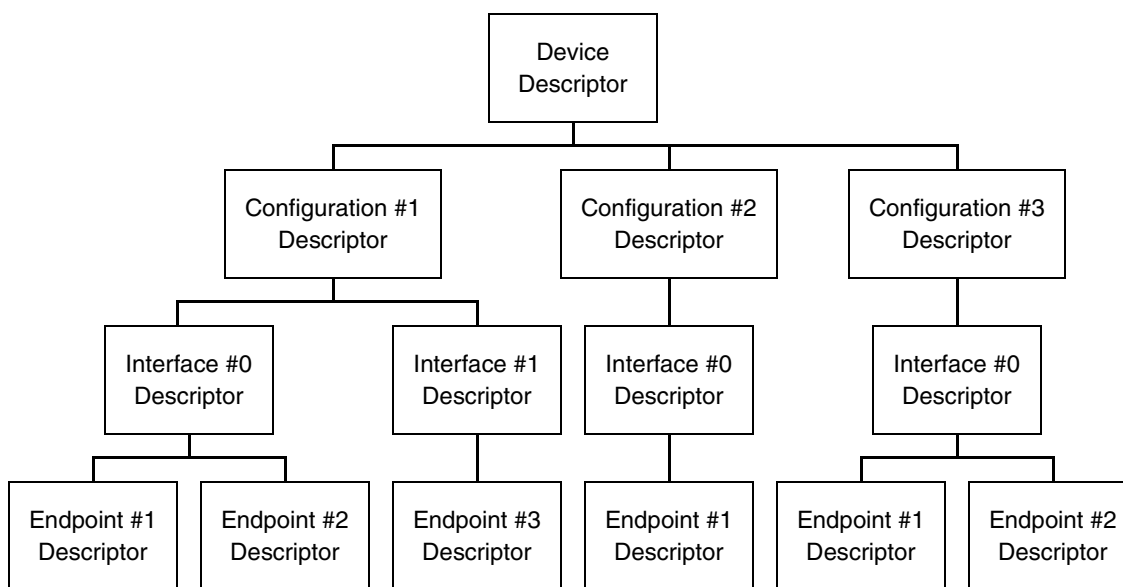 Device
Descriptor
Configuration #1
Descriptor
Configuration #2
Descriptor
Configuration #3
Descriptor
Interface #0
Descriptor
Interface #1
Descriptor
Interface #0
Descriptor
Interface #0
Descriptor
Endpoint #1
Descriptor
Endpoint #2
Descriptor
Endpoint #3
Descriptor
Endpoint #1
Descriptor
Endpoint #1
Descriptor
Endpoint #2
Descriptor